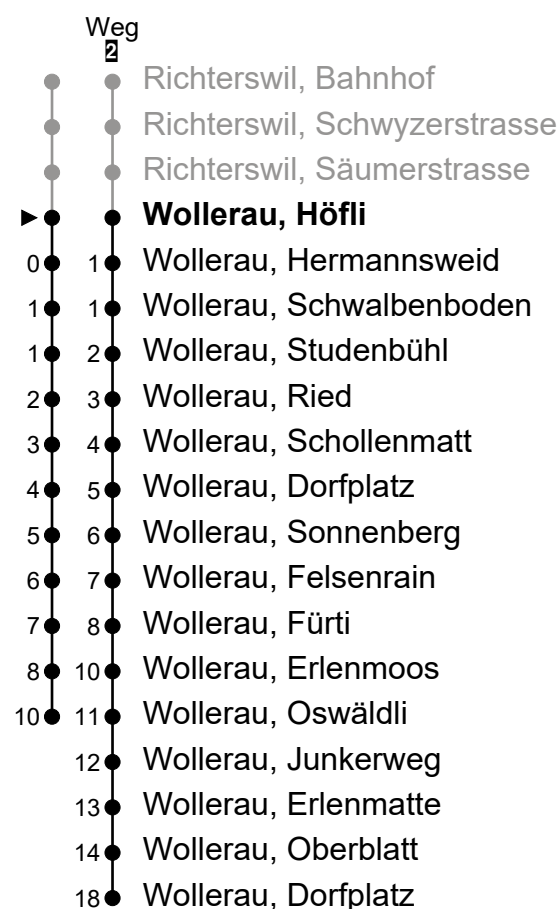 Weg
2
Richterswil, Bahnhof
Richterswil, Schwyzerstrasse
Richterswil, Säumerstrasse
► Wollerau, Höfli
0 1 Wollerau, Hermannsweid
1 1 Wollerau, Schwalbenboden
1 2 Wollerau, Studenbühl
2 3 Wollerau, Ried
3 4 Wollerau, Schollenmatt
4 5 Wollerau, Dorfplatz
5 6 Wollerau, Sonnenberg
6 7 Wollerau, Felsenrain
7 8 Wollerau, Fürti
8 10 Wollerau, Erlenmoos
10 11 Wollerau, Oswäldli
12 Wollerau, Junkerweg
13 Wollerau, Erlenmatte
14 Wollerau, Oberblatt
18 Wollerau, Dorfplatz